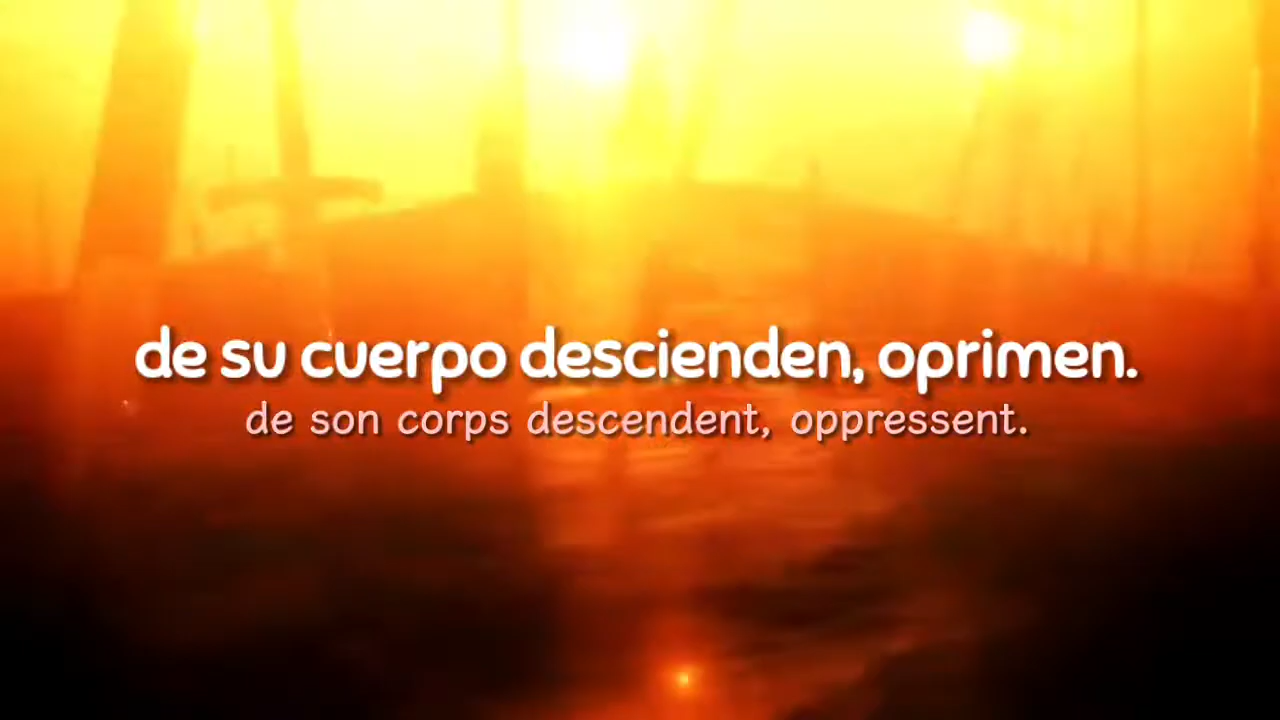 de su cuerpo descienden, oprimen.
de son corps descendent, oppressent.